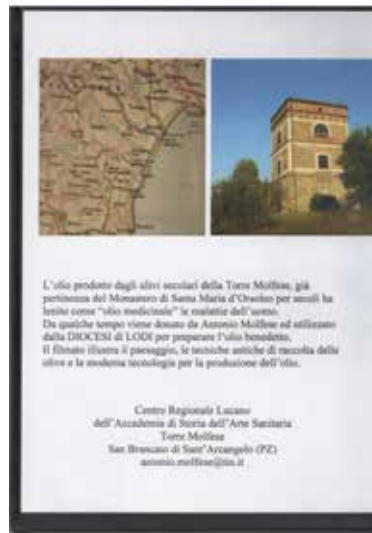 L'olio prodotto dagli ulivi secolari della Torre Molfese, già
pertinenza del Monastero di Santa Maria d'Orsoleo per secoli ha
lenito come "olio medicinale" le malattie dell'uomo.
Da qualche tempo viene donato da Antonio Molfese ed utilizzato
dalla DIOCESI di LODI per preparare l'olio benedetto.
Il filmato illustra il paesaggio, le tecniche antiche di raccolta delle
olive e la moderna tecnologia per la produzione dell'olio.
Centro Regionale Lucano
dell'Accademia di Storia dell'Arte Sanitaria
Torre Molfese
San Brancato di Sant'Arcangelo (PZ)
antonio.molfese@tin.it